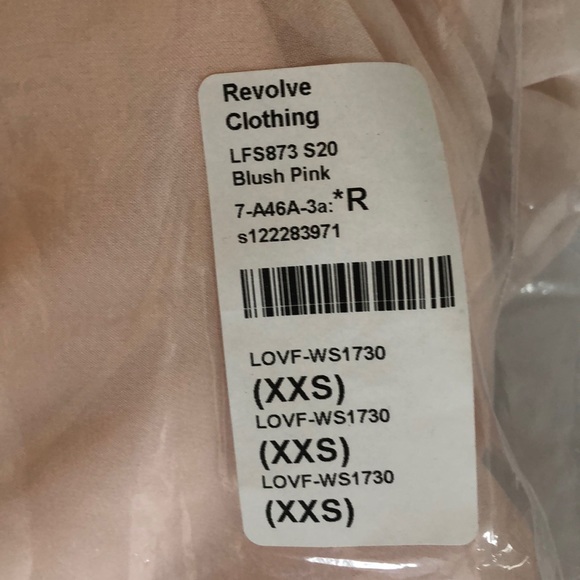 Revolve
Clothing
LFS873 S20
Blush Pink
7-A46A-3a:*R
s122283971
LOVF-WS1730
(XXS)
LOVF-WS1730
(XXS)
LOVF-WS1730
(XXS)